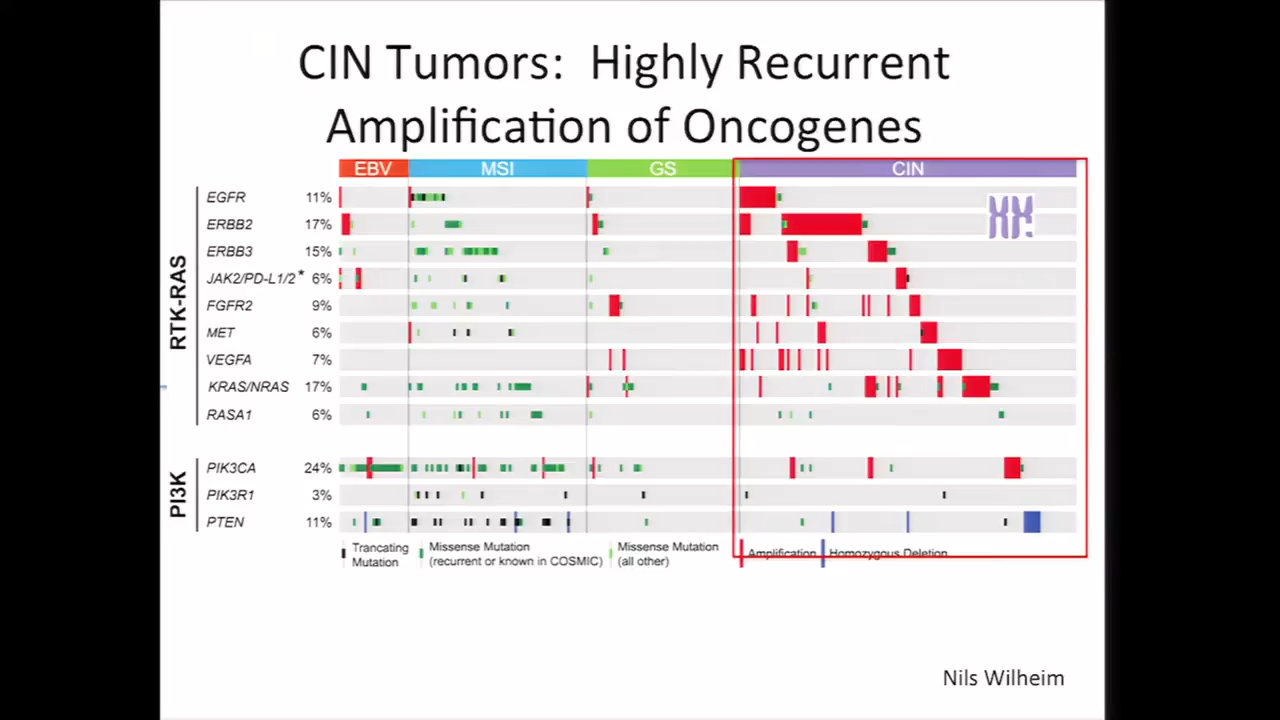 CIN Tumors: Highly Recurrent
Amplification of Oncogenes
EBV MSI GS CIN
RTK-RAS
EGFR 11%
ERBB2 17%
ERBB3 15%
JAK2/PD-L1/2* 6%
FGFR2 9%
MET 6%
VEGFA 7%
KRAS/NRAS 17%
RASA1 6%
PI3K
PIK3CA 24%
PIK3R1 3%
PTEN 11%
Trancating
Mutation
Missense Mutation
(recurrent or known in COSMIC)
Missense Mutation
(all other)
Amplification
Homozygous Deletion
Nils Wilheim